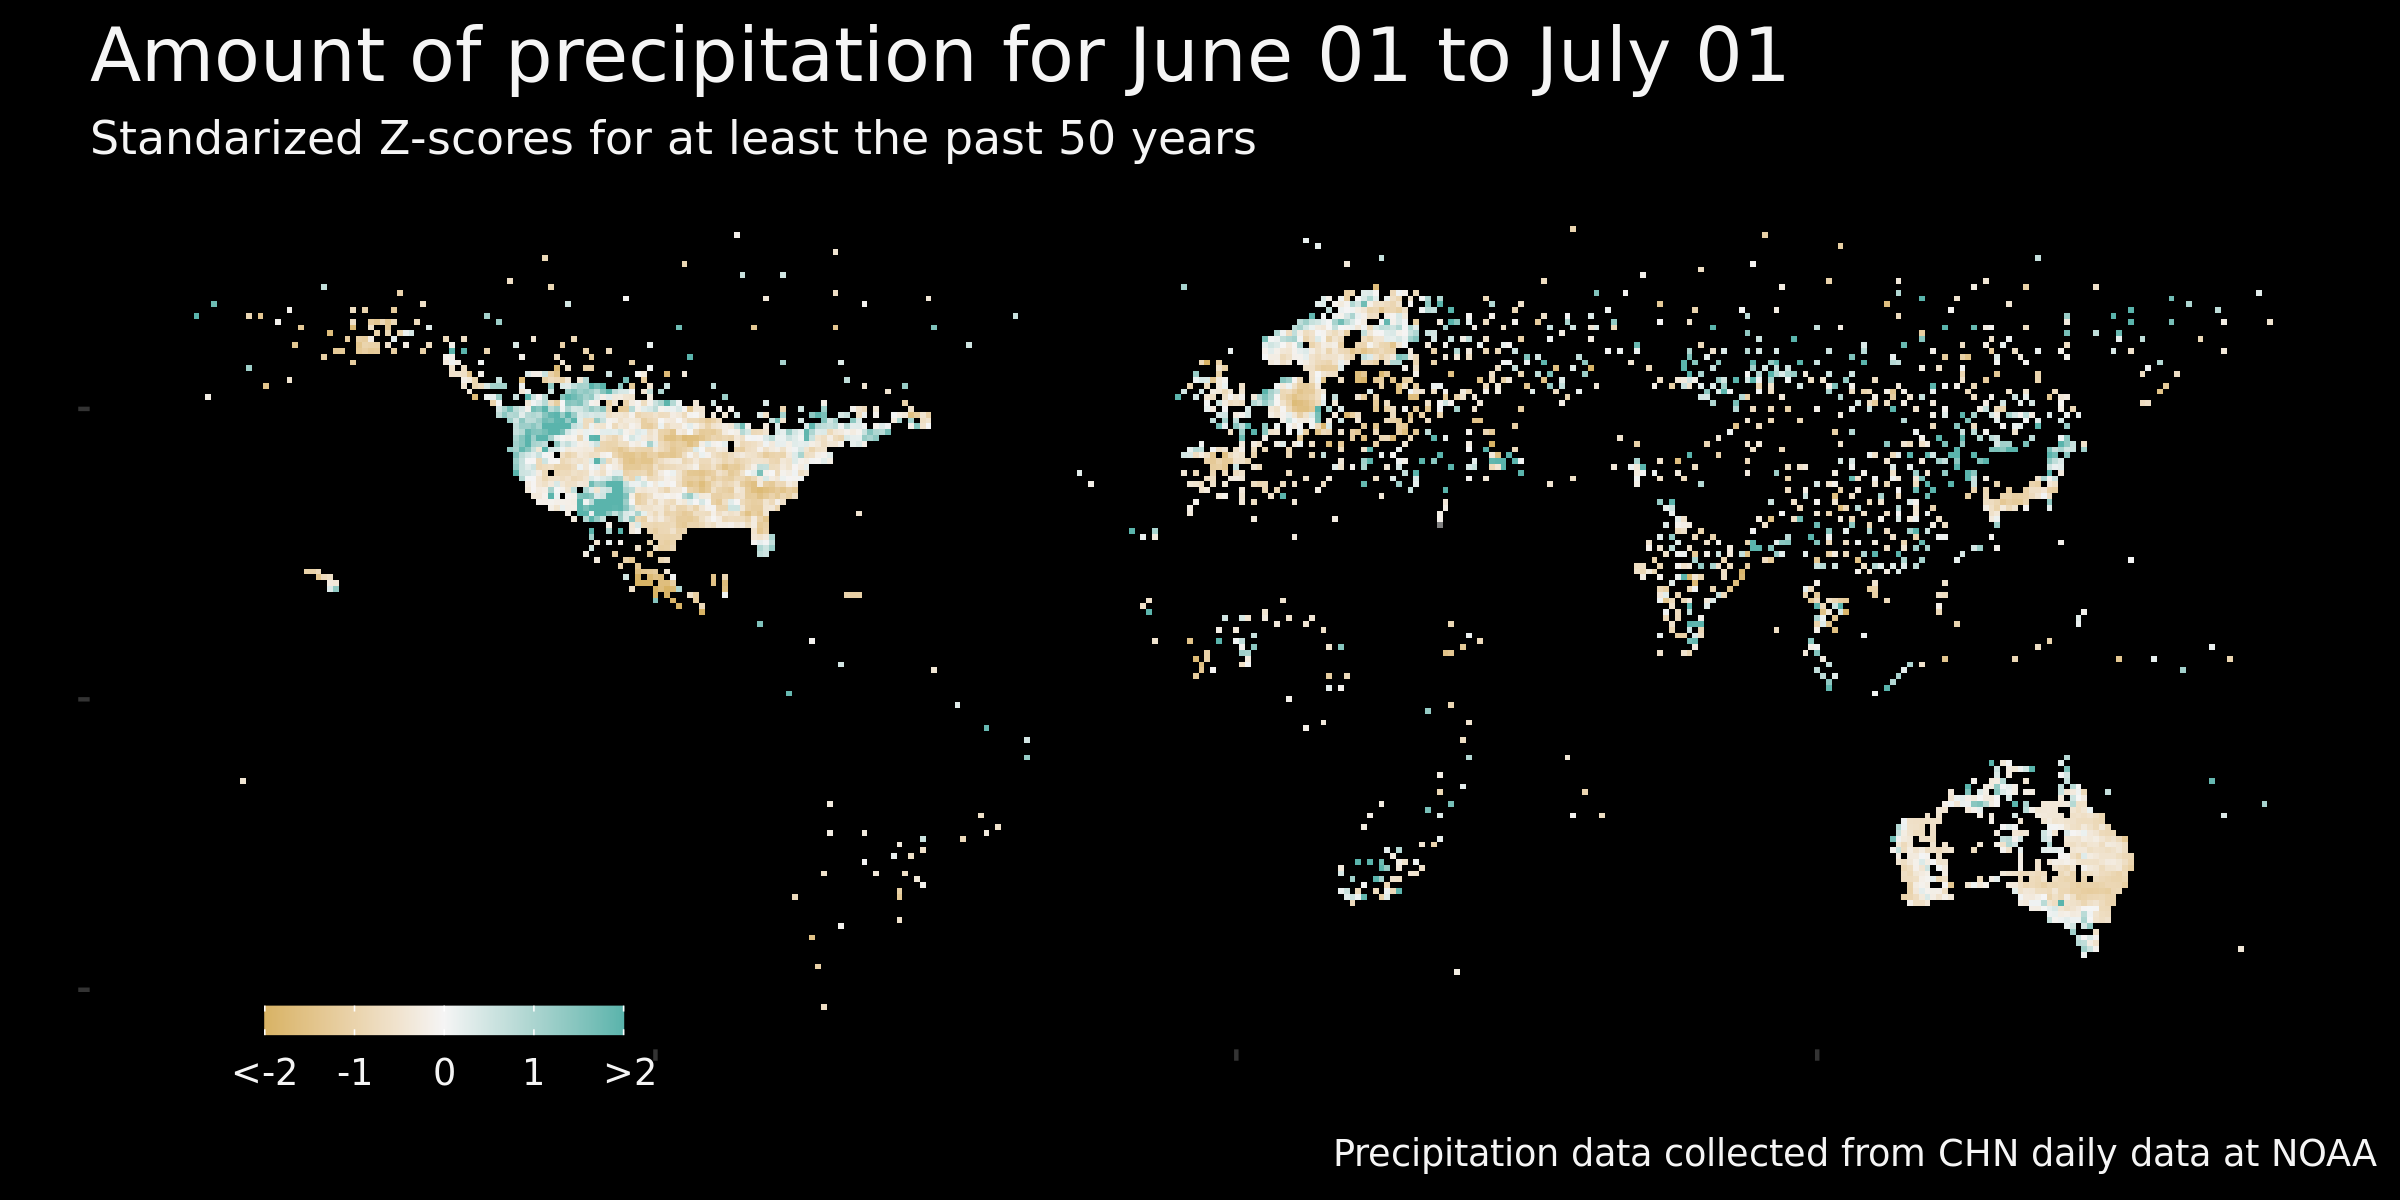 Amount of precipitation for June 01 to July 01
Standarized Z-scores for at least the past 50 years
<-2 -1 0 1 >2
Precipitation data collected from CHN daily data at NOAA